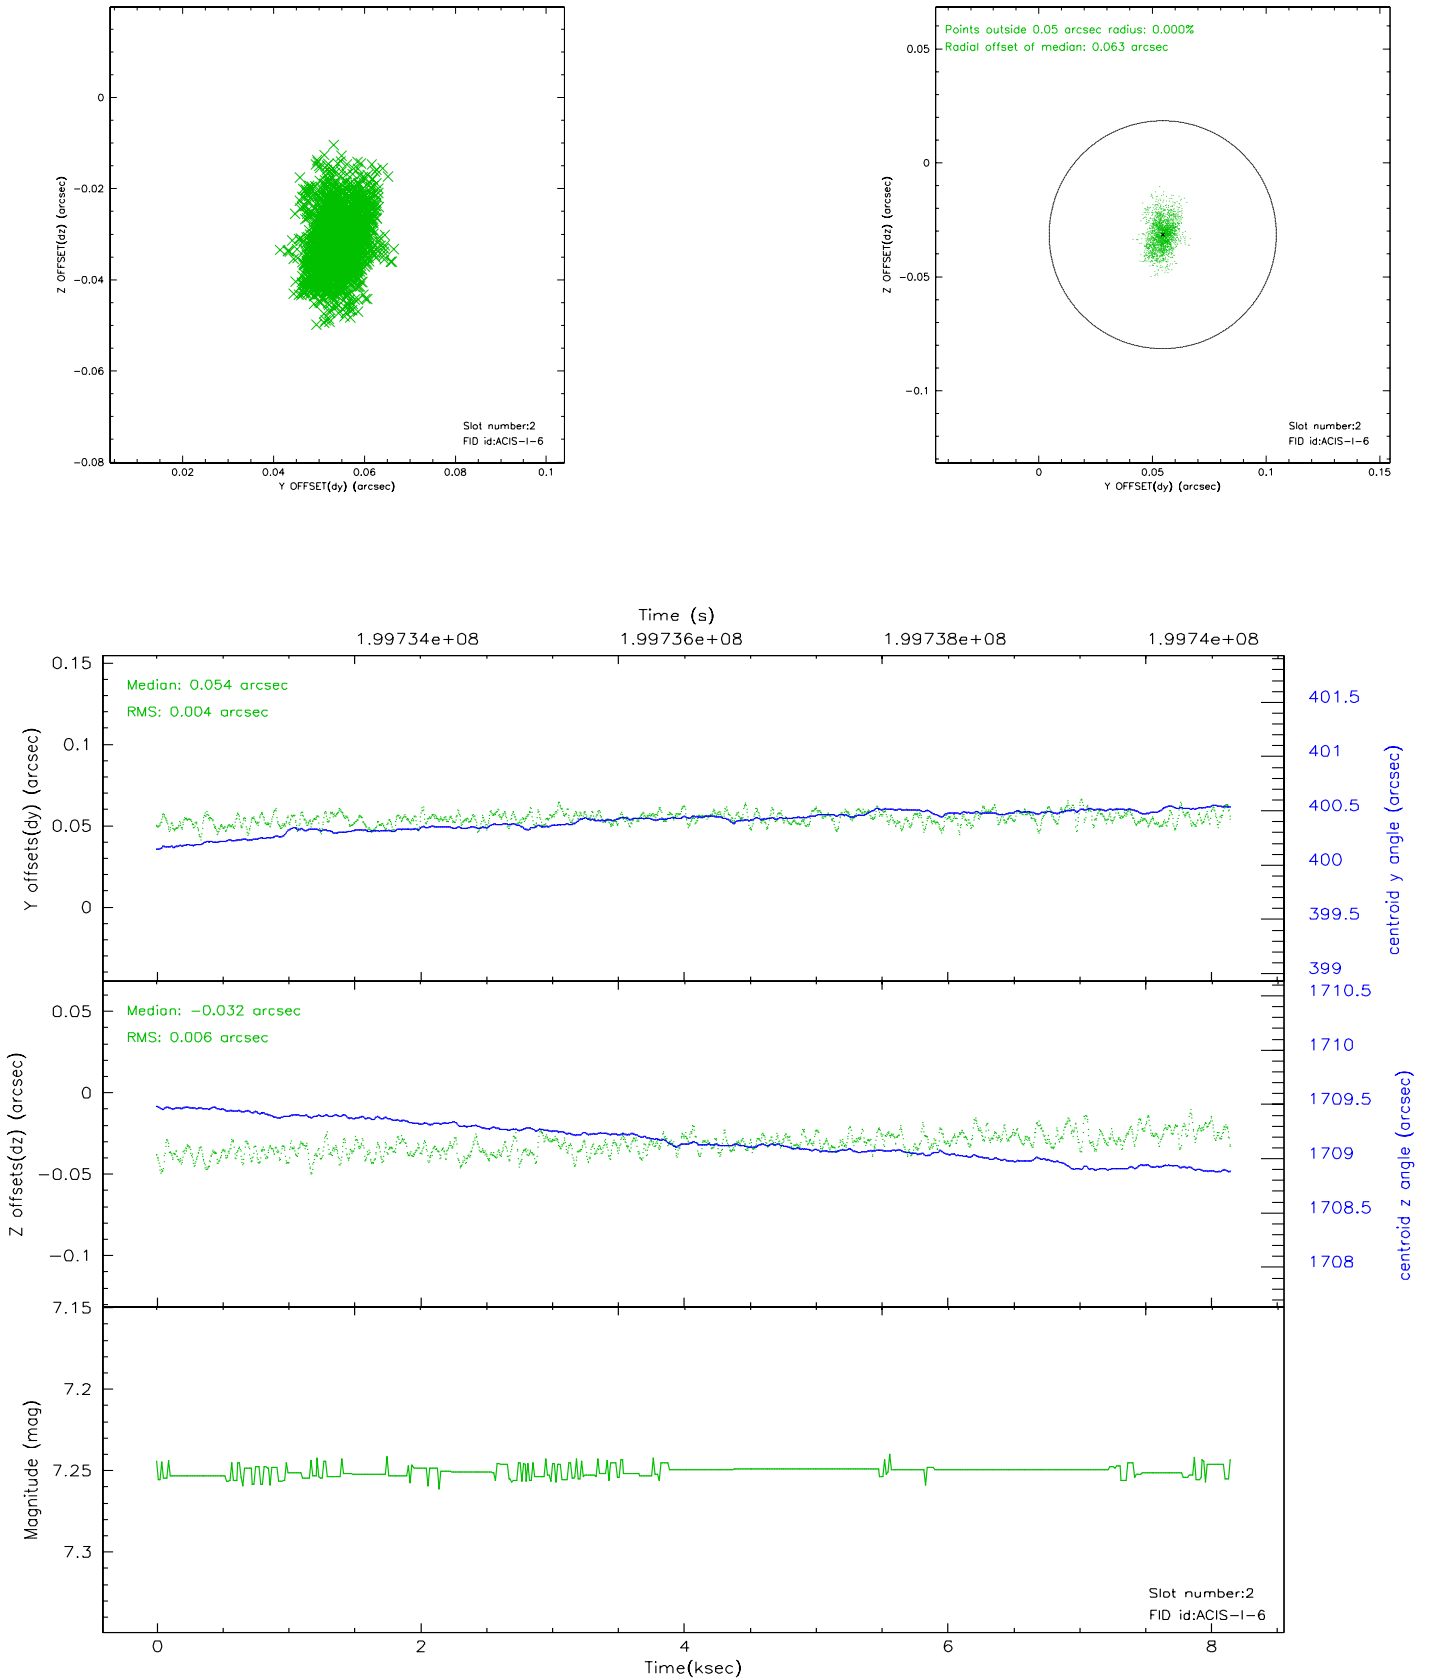 0
−0.02
−0.04
−0.06
−0.08
Z OFFSET(dz) (arcsec)
0.02 0.04 0.06 0.08 0.1
Y OFFSET(dy) (arcsec)
Slot number:2
FID id:ACIS−I−6
Points outside 0.05 arcsec radius: 0.000%
Radial offset of median: 0.063 arcsec
0.05
0
−0.05
−0.1
Z OFFSET(dz) (arcsec)
0 0.05 0.1 0.15
Y OFFSET(dy) (arcsec)
Slot number:2
FID id:ACIS−I−6
Time (s)
1.99734e+08 1.99736e+08 1.99738e+08 1.9974e+08
0.15
0.1
0.05
0
Y offsets(dy) (arcsec)
Median: 0.054 arcsec
RMS: 0.004 arcsec
401.5
401
400.5
400
399.5
399
centroid y angle (arcsec)
0.05
0
−0.05
−0.1
Z offsets(dz) (arcsec)
Median: −0.032 arcsec
RMS: 0.006 arcsec
1710.5
1710
1709.5
1709
1708.5
1708
centroid z angle (arcsec)
7.15
7.2
7.25
7.3
Magnitude (mag)
Slot number:2
FID id:ACIS−I−6
0 2 4 6 8
Time(ksec)